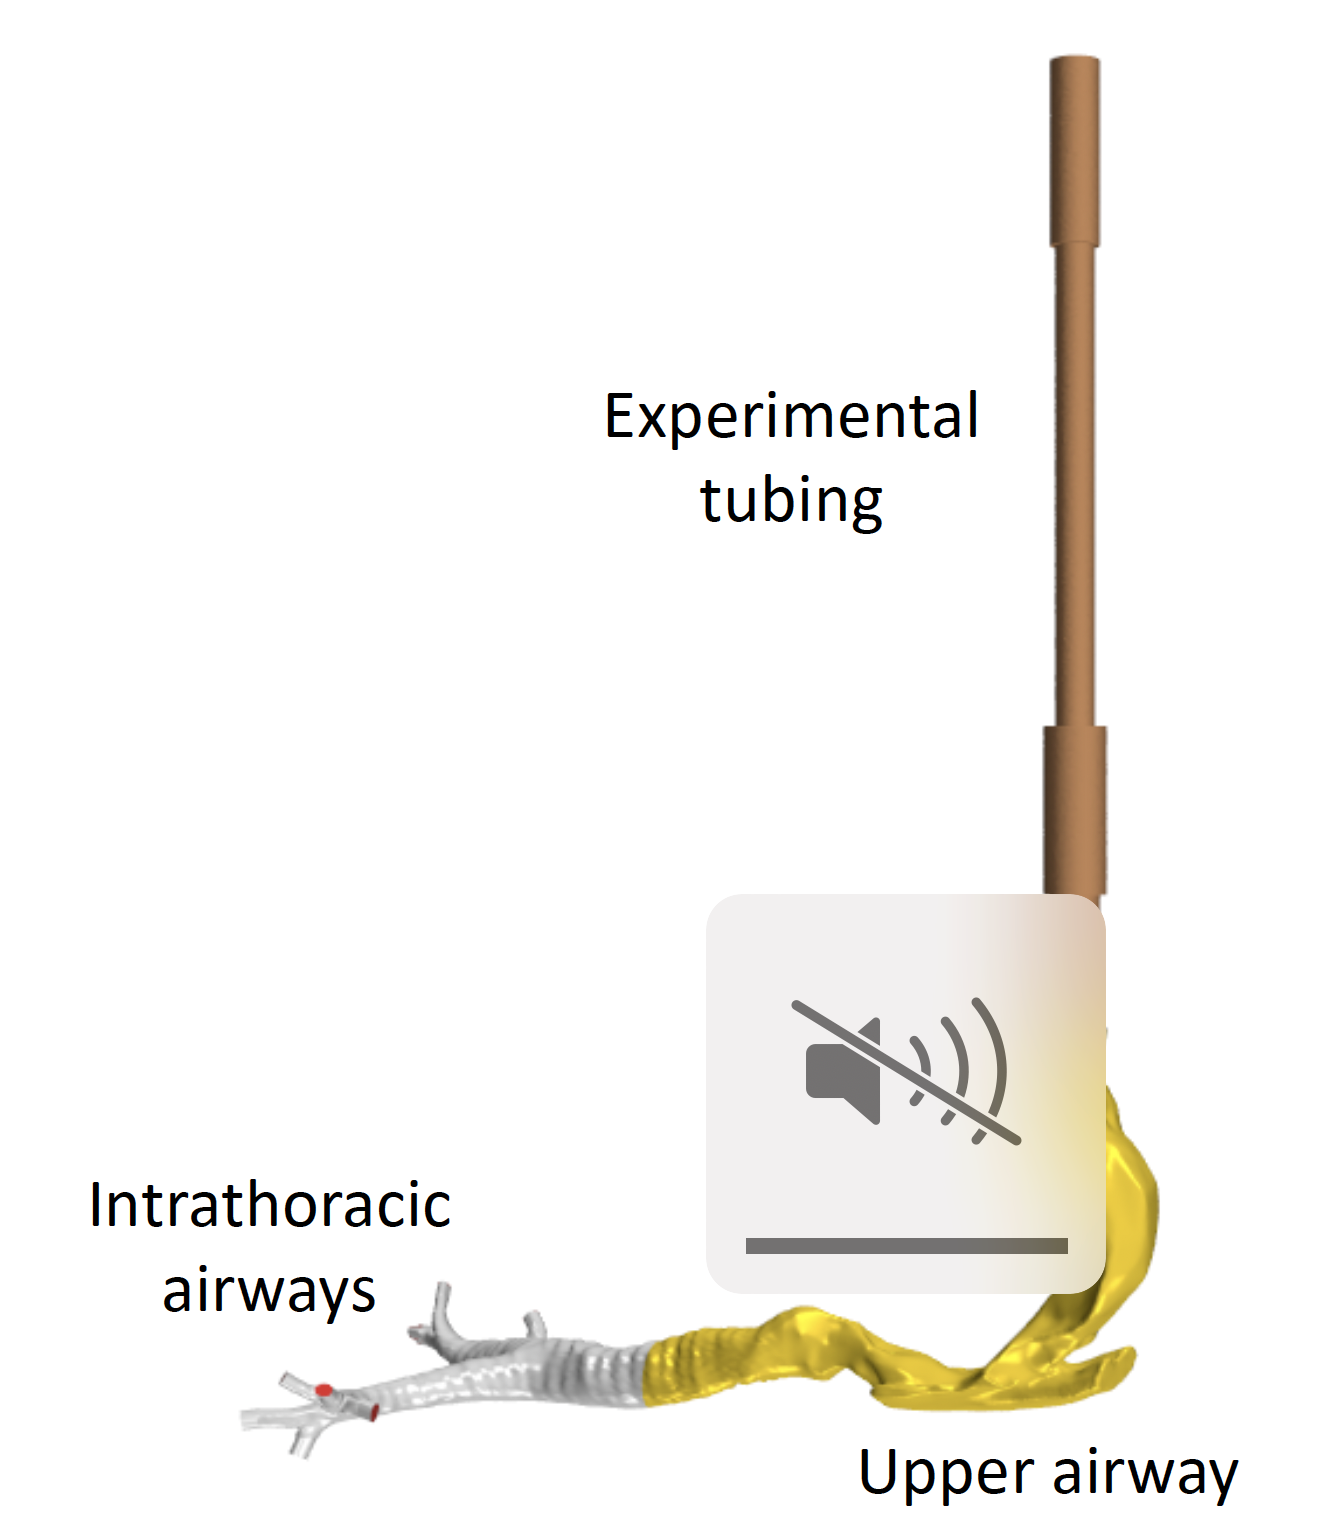 Experimental
tubing
Intrathoracic
airways
Upper airway